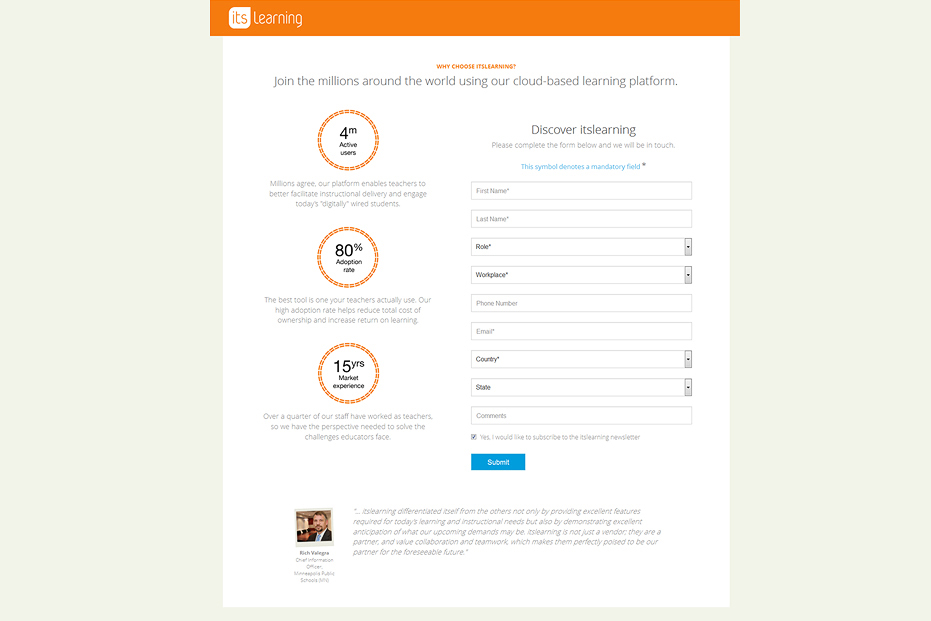 its learning
WHY CHOOSE ITSLEARNING?
Join the millions around the world using our cloud-based learning platform.
4m
Active
users
Millions agree, our platform enables teachers to
better facilitate instructional delivery and engage
today's "digitally" wired students.
80%
Adoption
rate
The best tool is one your teachers actually use. Our
high adoption rate helps reduce total cost of
ownership and increase return on learning.
15yrs
Market
experience
Over a quarter of our staff have worked as teachers,
so we have the perspective needed to solve the
challenges educators face.
Discover itslearning
Please complete the form below and we will be in touch.
This symbol denotes a mandatory field *
First Name*
Last Name*
Role*
Workplace*
Phone Number
Email*
Country*
State
Comments
Yes, I would like to subscribe to the itslearning newsletter
Submit
Rich Valegra
Chief Information
Officer,
Minneapolis Public
Schools (MN)
"... itslearning differentiated itself from the others not only by providing excellent features
required for today's learning and instructional needs but also by demonstrating excellent
anticipation of what our upcoming demands may be. itslearning is not just a vendor; they are a
partner, and value collaboration and teamwork, which makes them perfectly poised to be our
partner for the foreseeable future."